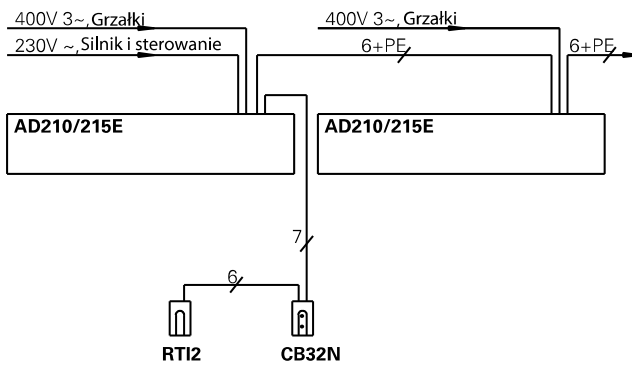 400V 3~, Grzałki
400V 3~, Grzałki
230V ~, Silnik i sterowanie
6+PE
6+PE
AD210/215E
AD210/215E
7
6
RTI2
CB32N